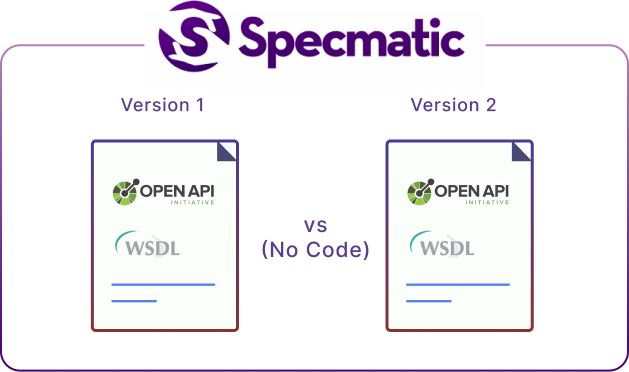 Specmatic
Version 1
Version 2
OPEN API
INITIATIVE
WSDL
vs
(No Code)
OPEN API
INITIATIVE
WSDL